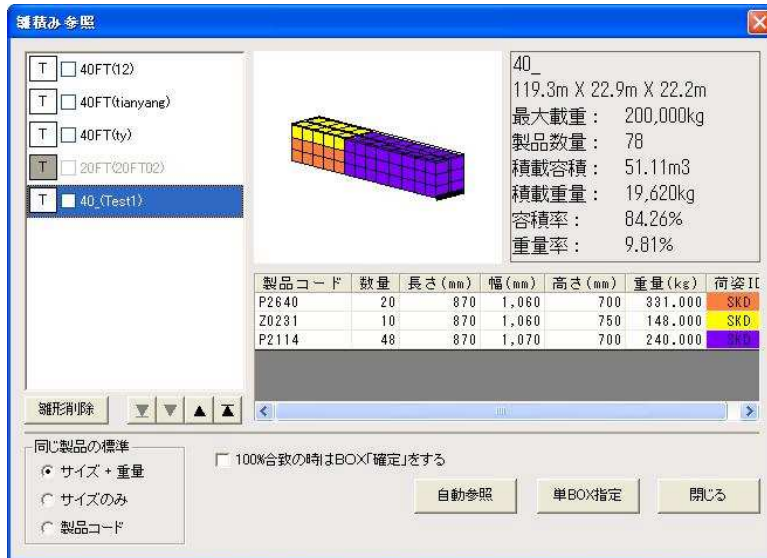 雛積み参照
T 40FT(12)
T 40FT(tianyang)
T 40FT(ty)
T 20FT(20FT02)
T 40_(Test1)
40_
119.3m X 22.9m X 22.2m
最大載重： 200,000kg
製品数量： 78
積載容積： 51.11m3
積載重量： 19,620kg
容積率： 84.26%
重量率： 9.81%
製品コード 数量 長さ(mm) 幅(mm) 高さ(mm) 重量(kg) 荷姿ID
P2640 20 870 1,060 700 331.000 SKD
Z0231 10 870 1,060 750 148.000 SKD
P2114 48 870 1,070 700 240.000 SKD
雛形削除
同じ製品の標準
サイズ + 重量
サイズのみ
製品コード
100%合致の時はBOX「確定」をする
自動参照
単BOX指定
閉じる